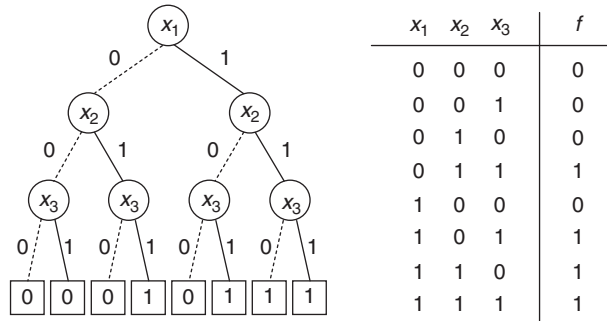 x1
0 1
x2 x2
0 1 0 1
x3 x3 x3 x3
0 1 0 1 0 1 0 1
0 0 0 1 0 1 1 1
x1 x2 x3 f
0 0 0 0
0 0 1 0
0 1 0 0
0 1 1 1
1 0 0 0
1 0 1 1
1 1 0 1
1 1 1 1